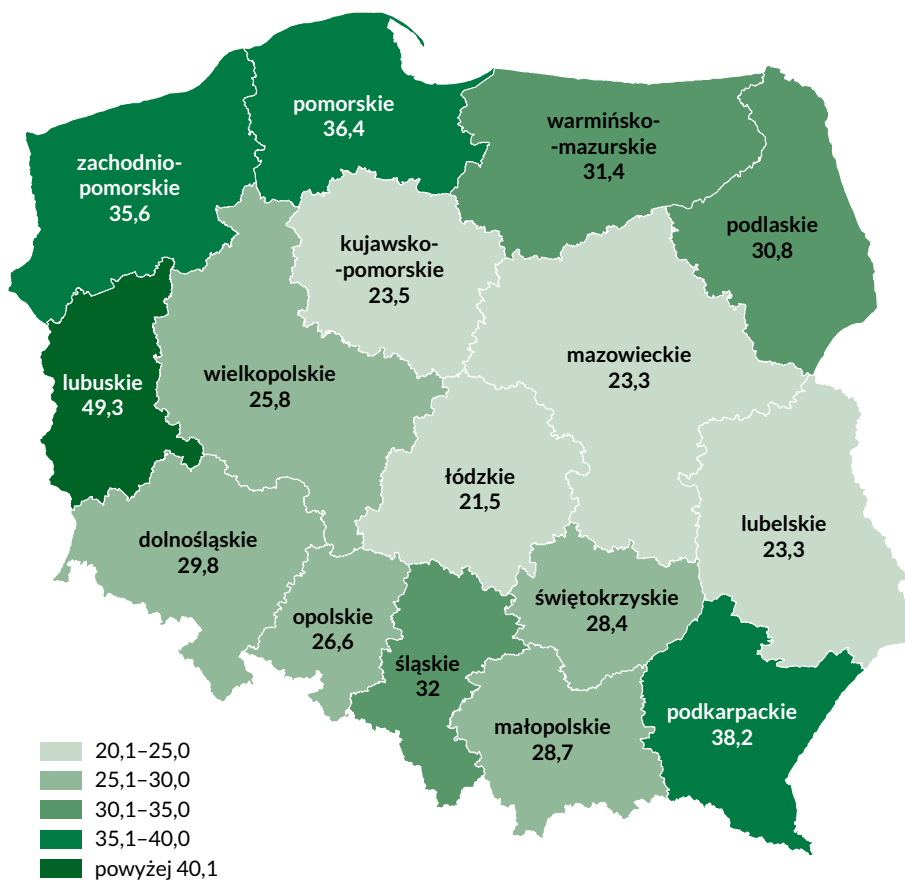 pomorskie
36,4
warmińsko-
-mazurskie
31,4
zachodnio-
pomorskie
35,6
podlaskie
30,8
kujawsko-
-pomorskie
23,5
mazowieckie
23,3
wielkopolskie
25,8
lubuskie
49,3
łódzkie
21,5
lubelskie
23,3
dolnośląskie
29,8
świętokrzyskie
28,4
opolskie
26,6
śląskie
32
małopolskie
28,7
podkarpackie
38,2
20,1–25,0
25,1–30,0
30,1–35,0
35,1–40,0
powyżej 40,1